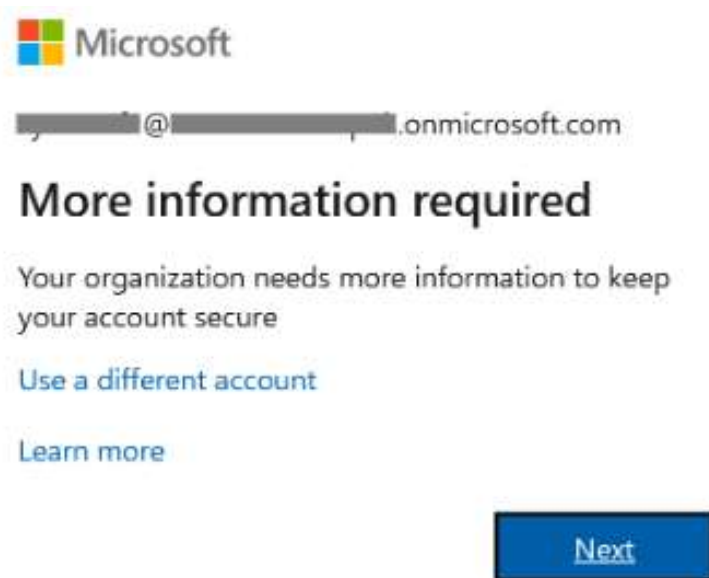 Microsoft
@ .onmicrosoft.com
More information required
Your organization needs more information to keep
your account secure
Use a different account
Learn more
Next